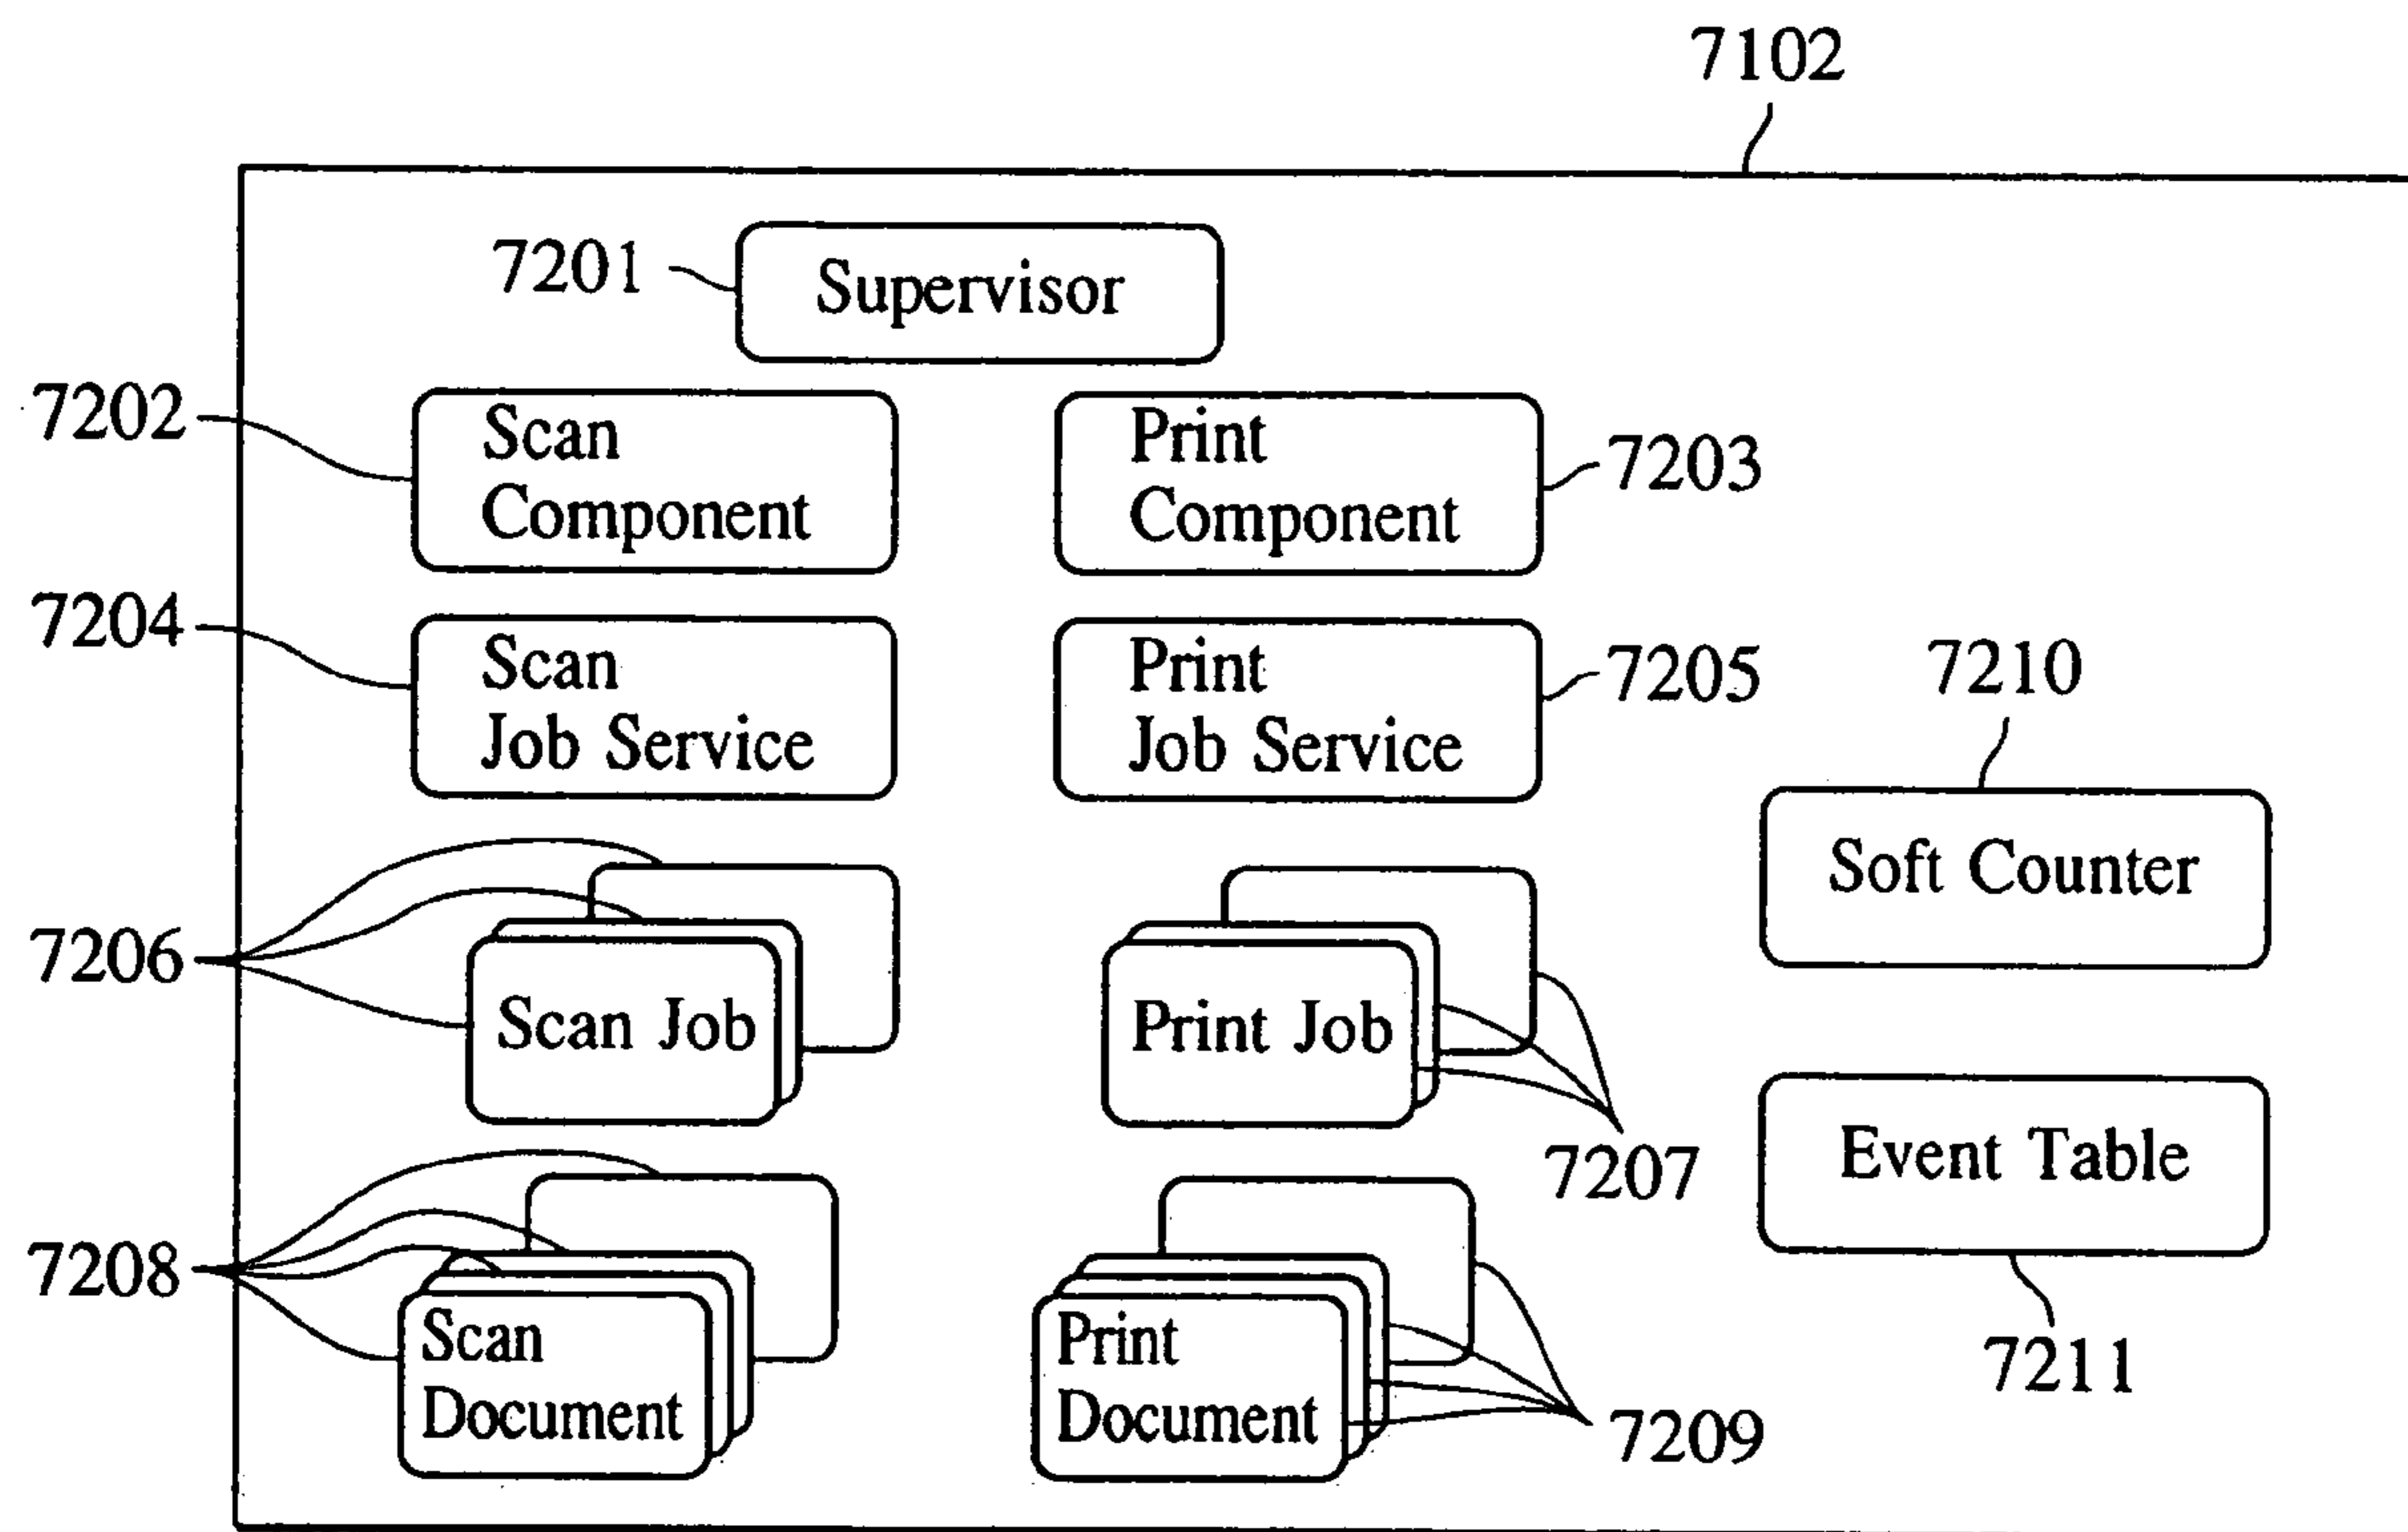 7102
7201
Supervisor
7202
Scan
Component
Print
Component
7203
7204
Scan
Job Service
Print
Job Service
7205
7210
Soft Counter
7206
Scan Job
Print Job
7207
Event Table
7211
7208
Scan
Document
Print
Document
7209